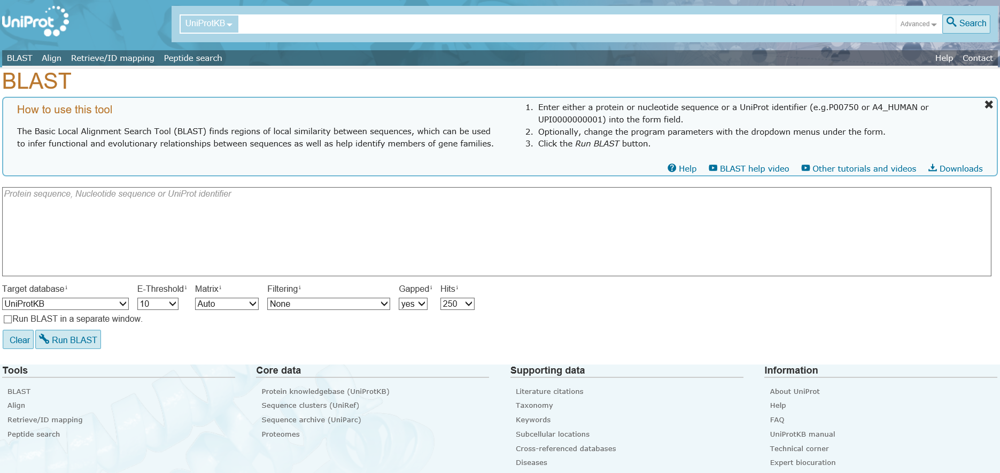 UniProt
UniProtKB
Advanced
Search
BLAST Align Retrieve/ID mapping Peptide search
Help Contact
BLAST
How to use this tool
The Basic Local Alignment Search Tool (BLAST) finds regions of local similarity between sequences, which can be used
to infer functional and evolutionary relationships between sequences as well as help identify members of gene families.
1. Enter either a protein or nucleotide sequence or a UniProt identifier (e.g.P00750 or A4_HUMAN or
UPI0000000001) into the form field.
2. Optionally, change the program parameters with the dropdown menus under the form.
3. Click the Run BLAST button.
Help BLAST help video Other tutorials and videos Downloads
Protein sequence, Nucleotide sequence or UniProt identifier
Target databaseⁱ E-Thresholdⁱ Matrixⁱ Filteringⁱ Gappedⁱ Hitsⁱ
UniProtKB 10 Auto None yes 250
Run BLAST in a separate window.
Clear Run BLAST
Tools
BLAST
Align
Retrieve/ID mapping
Peptide search
Core data
Protein knowledgebase (UniProtKB)
Sequence clusters (UniRef)
Sequence archive (UniParc)
Proteomes
Supporting data
Literature citations
Taxonomy
Keywords
Subcellular locations
Cross-referenced databases
Diseases
Information
About UniProt
Help
FAQ
UniProtKB manual
Technical corner
Expert biocuration